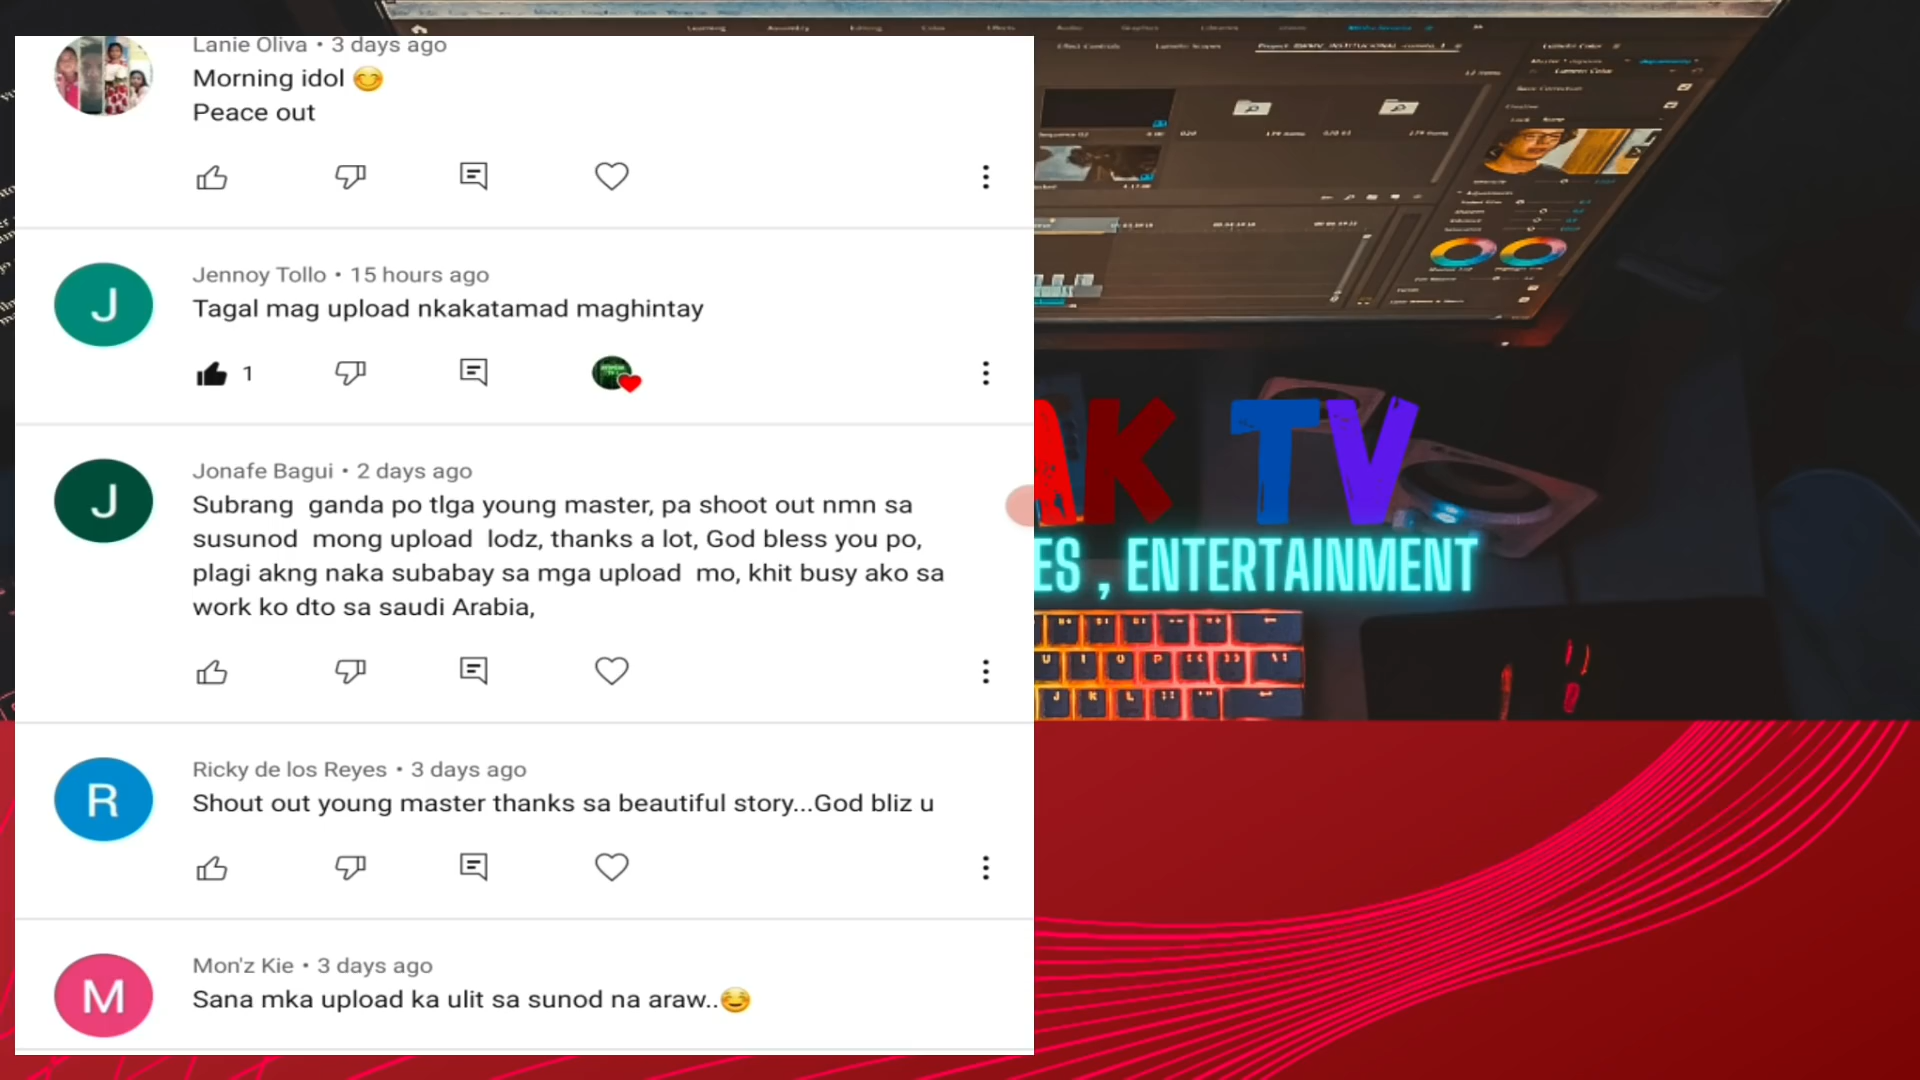 Lanie Oliva • 3 days ago
Morning idol 😊
Peace out
Jennoy Tollo • 15 hours ago
Tagal mag upload nkakatamad maghintay
1
J
Jonafe Bagui • 2 days ago
Subrang ganda po tlga young master, pa shoot out nmn sa
susunod mong upload lodz, thanks a lot, God bless you po,
plagi akng naka subabay sa mga upload mo, khit busy ako sa
work ko dto sa saudi Arabia,
J
Ricky de los Reyes • 3 days ago
Shout out young master thanks sa beautiful story...God bliz u
R
Mon'z Kie • 3 days ago
Sana mka upload ka ulit sa sunod na araw..😊
M
AK TV
ES , ENTERTAINMENT